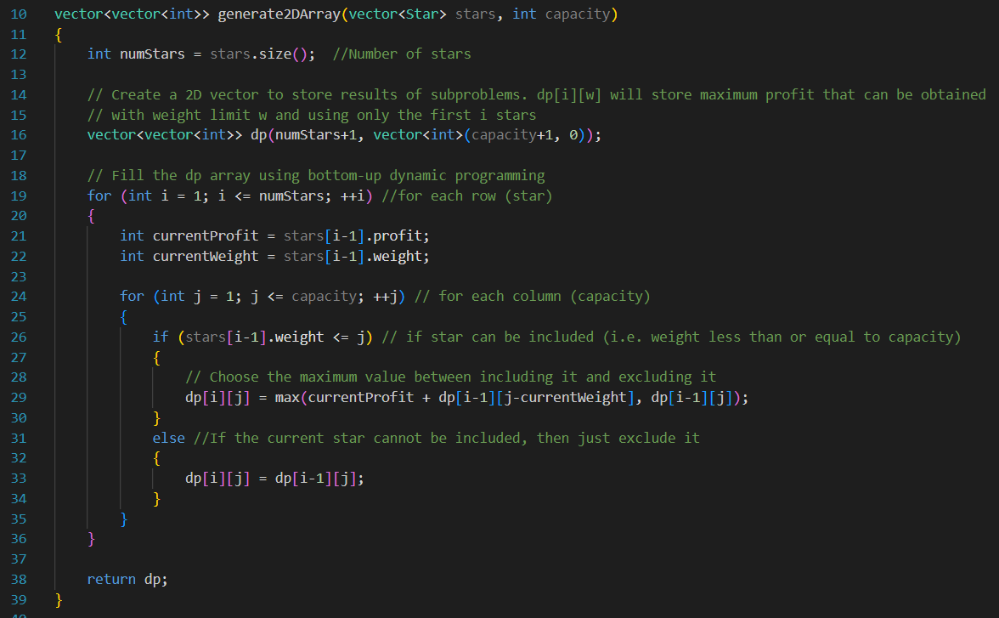 10 vector<vector<int>> generate2DArray(vector<Star> stars, int capacity)
11 {
12     int numStars = stars.size();  //Number of stars
13
14     // Create a 2D vector to store results of subproblems. dp[i][w] will store maximum profit that can be obtained
15     // with weight limit w and using only the first i stars
16     vector<vector<int>> dp(numStars+1, vector<int>(capacity+1, 0));
17
18     // Fill the dp array using bottom-up dynamic programming
19     for (int i = 1; i <= numStars; ++i) //for each row (star)
20     {
21         int currentProfit = stars[i-1].profit;
22         int currentWeight = stars[i-1].weight;
23
24         for (int j = 1; j <= capacity; ++j) // for each column (capacity)
25         {
26             if (stars[i-1].weight <= j) // if star can be included (i.e. weight less than or equal to capacity)
27             {
28                 // Choose the maximum value between including it and excluding it
29                 dp[i][j] = max(currentProfit + dp[i-1][j-currentWeight], dp[i-1][j]);
30             }
31             else //If the current star cannot be included, then just exclude it
32             {
33                 dp[i][j] = dp[i-1][j];
34             }
35         }
36     }
37
38     return dp;
39 }